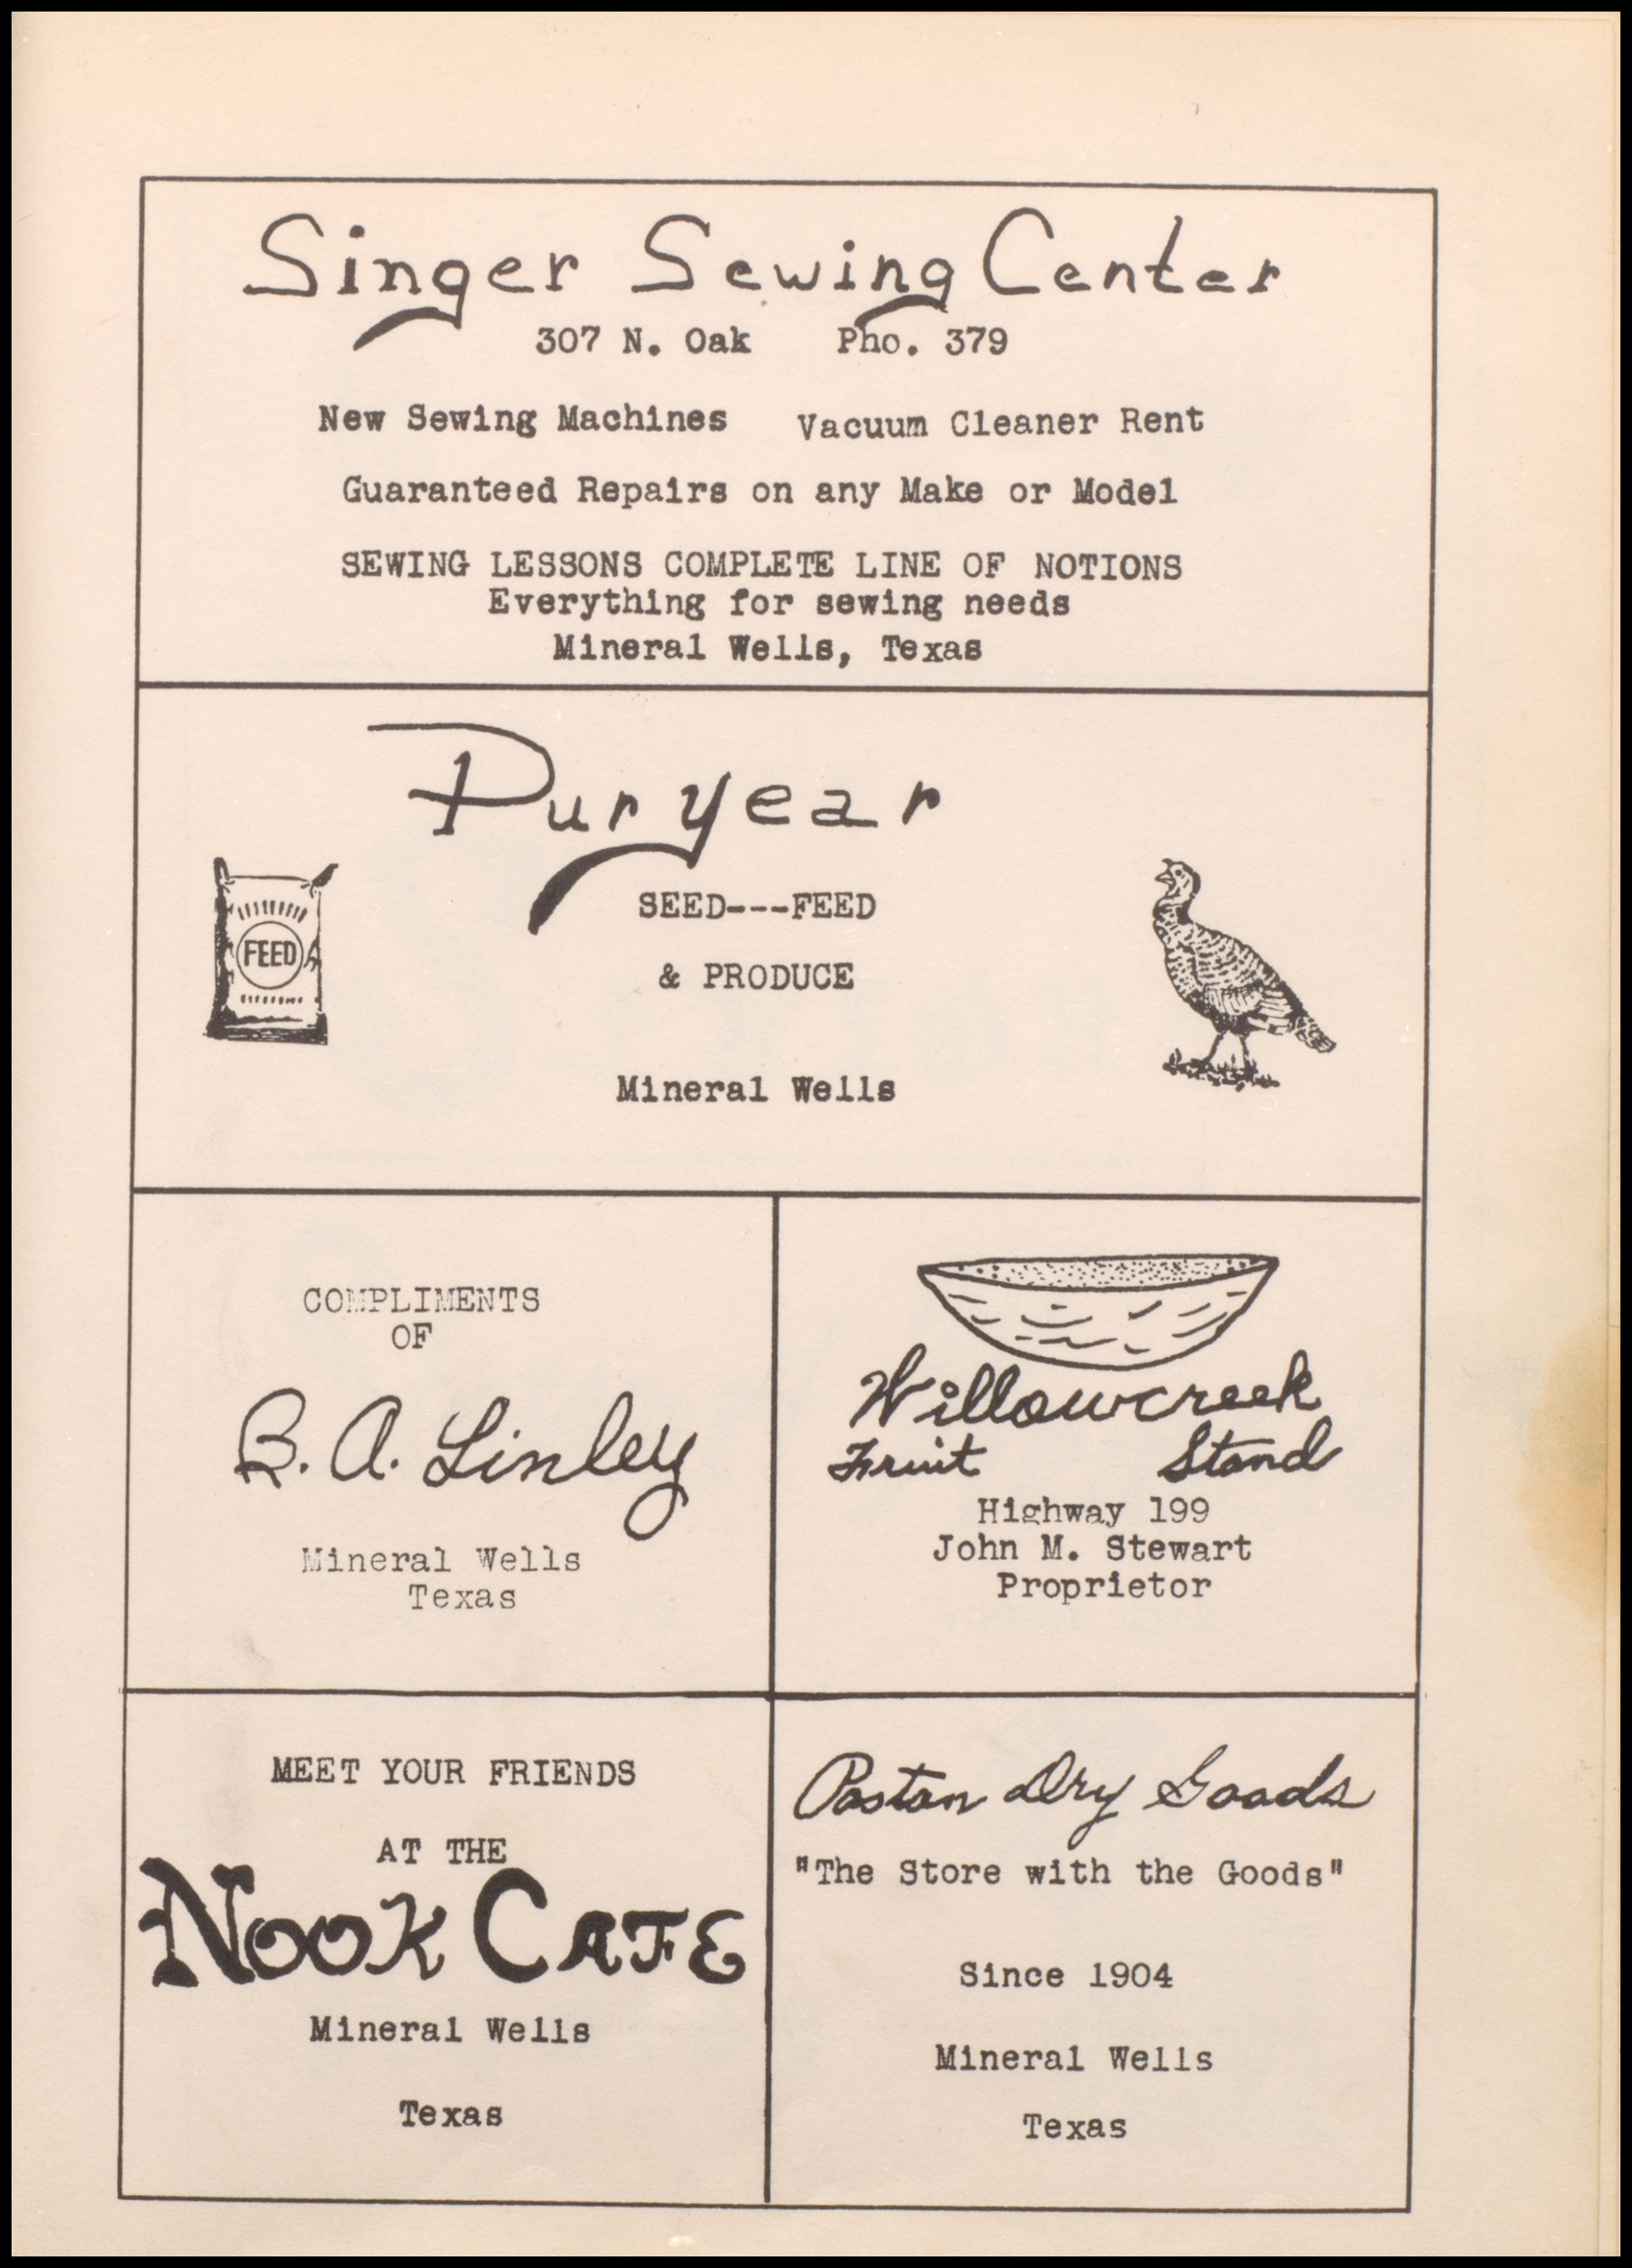 Singer Sewing Center
307 N. Oak Pho. 379
New Sewing Machines Vacuum Cleaner Rent
Guaranteed Repairs on any Make or Model
SEWING LESSONS COMPLETE LINE OF NOTIONS
Everything for sewing needs
Mineral Wells, Texas
Puryear
SEED---FEED
FEED
& PRODUCE
Mineral Wells
COMPLIMENTS
OF
B. A. Linley
Mineral Wells
Texas
Willowcreek
Fruit Stand
Highway 199
John M. Stewart
Proprietor
MEET YOUR FRIENDS
AT THE
NOOK CAFE
Mineral Wells
Texas
Poston Dry Goods
"The Store with the Goods"
Since 1904
Mineral Wells
Texas